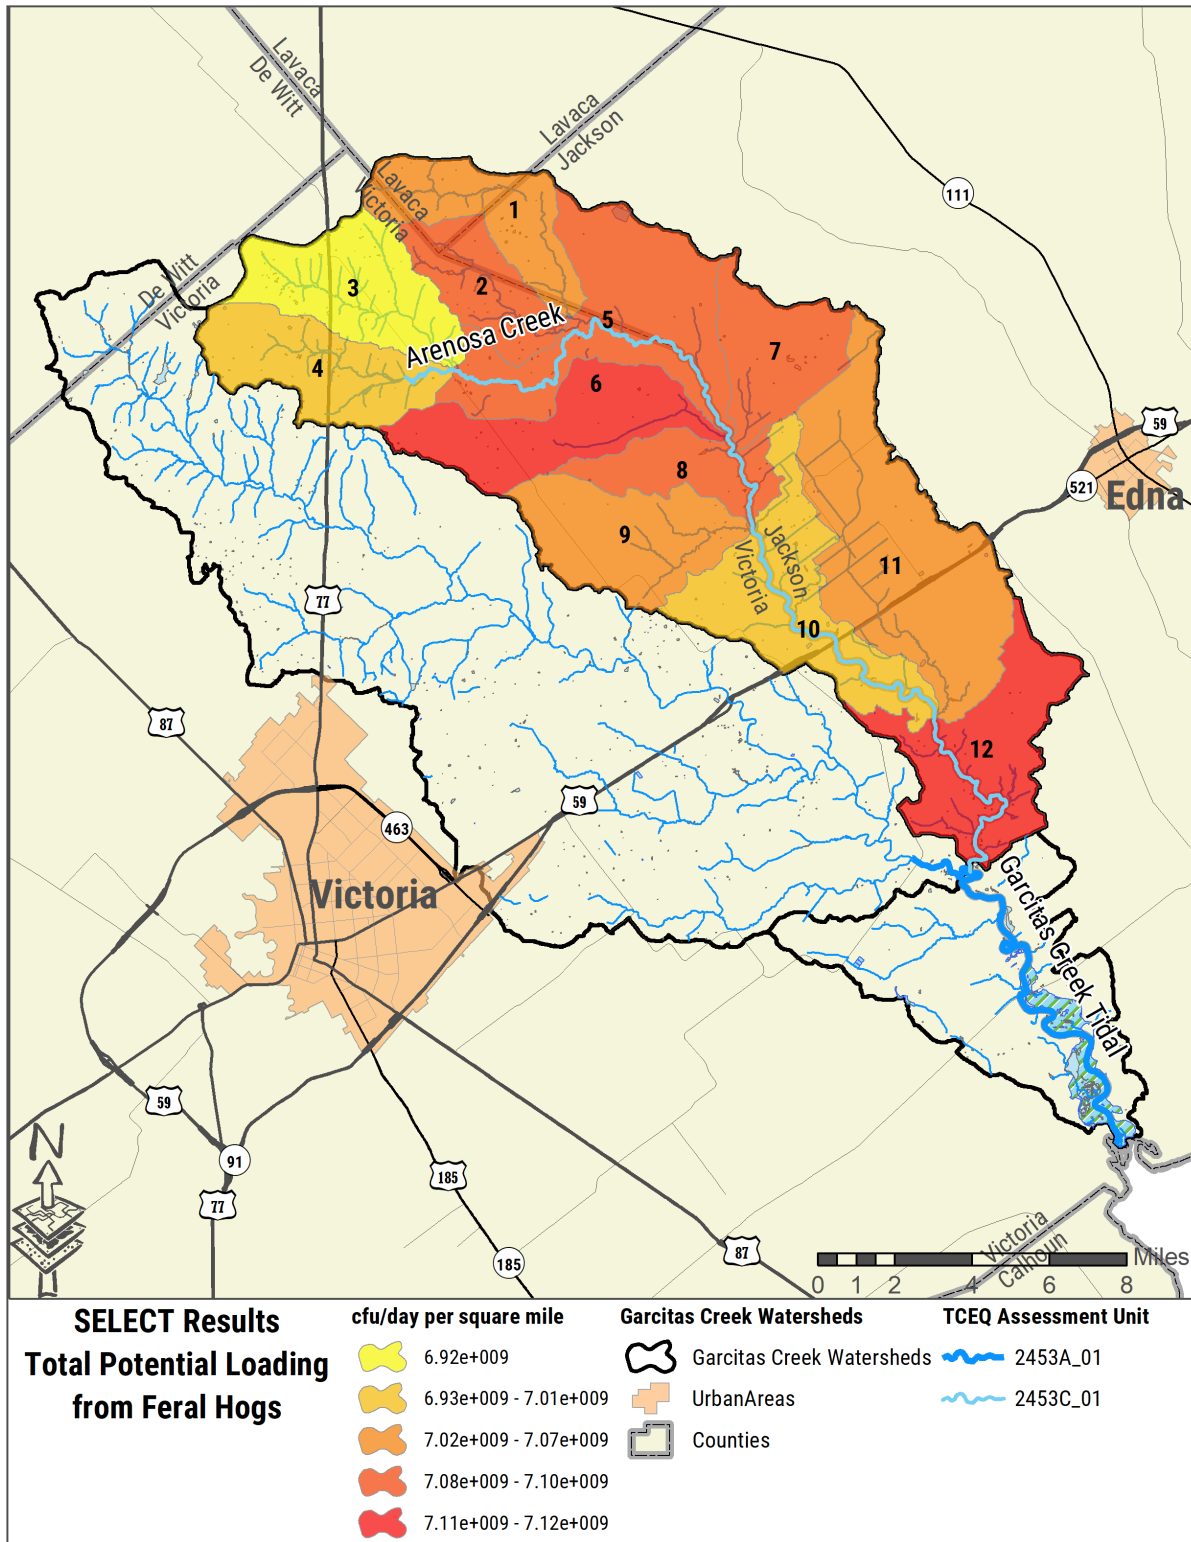 Lavaca
De Witt
Lavaca
Jackson
111
Lavaca
Victoria
1
De Witt
Victoria
3
2
5
Arenosa Creek
7
4
6
59
8
521
Edna
9
Jackson
Victoria
11
77
10
87
12
59
463
Victoria
Garcitas Creek Tidal
59
N
91
185
77
87
185
Victoria
Calhoun
Miles
0 1 2 4 6 8
SELECT Results
Total Potential Loading
from Feral Hogs
cfu/day per square mile
6.92e+009
6.93e+009 - 7.01e+009
7.02e+009 - 7.07e+009
7.08e+009 - 7.10e+009
7.11e+009 - 7.12e+009
Garcitas Creek Watersheds
Garcitas Creek Watersheds
UrbanAreas
Counties
TCEQ Assessment Unit
2453A_01
2453C_01